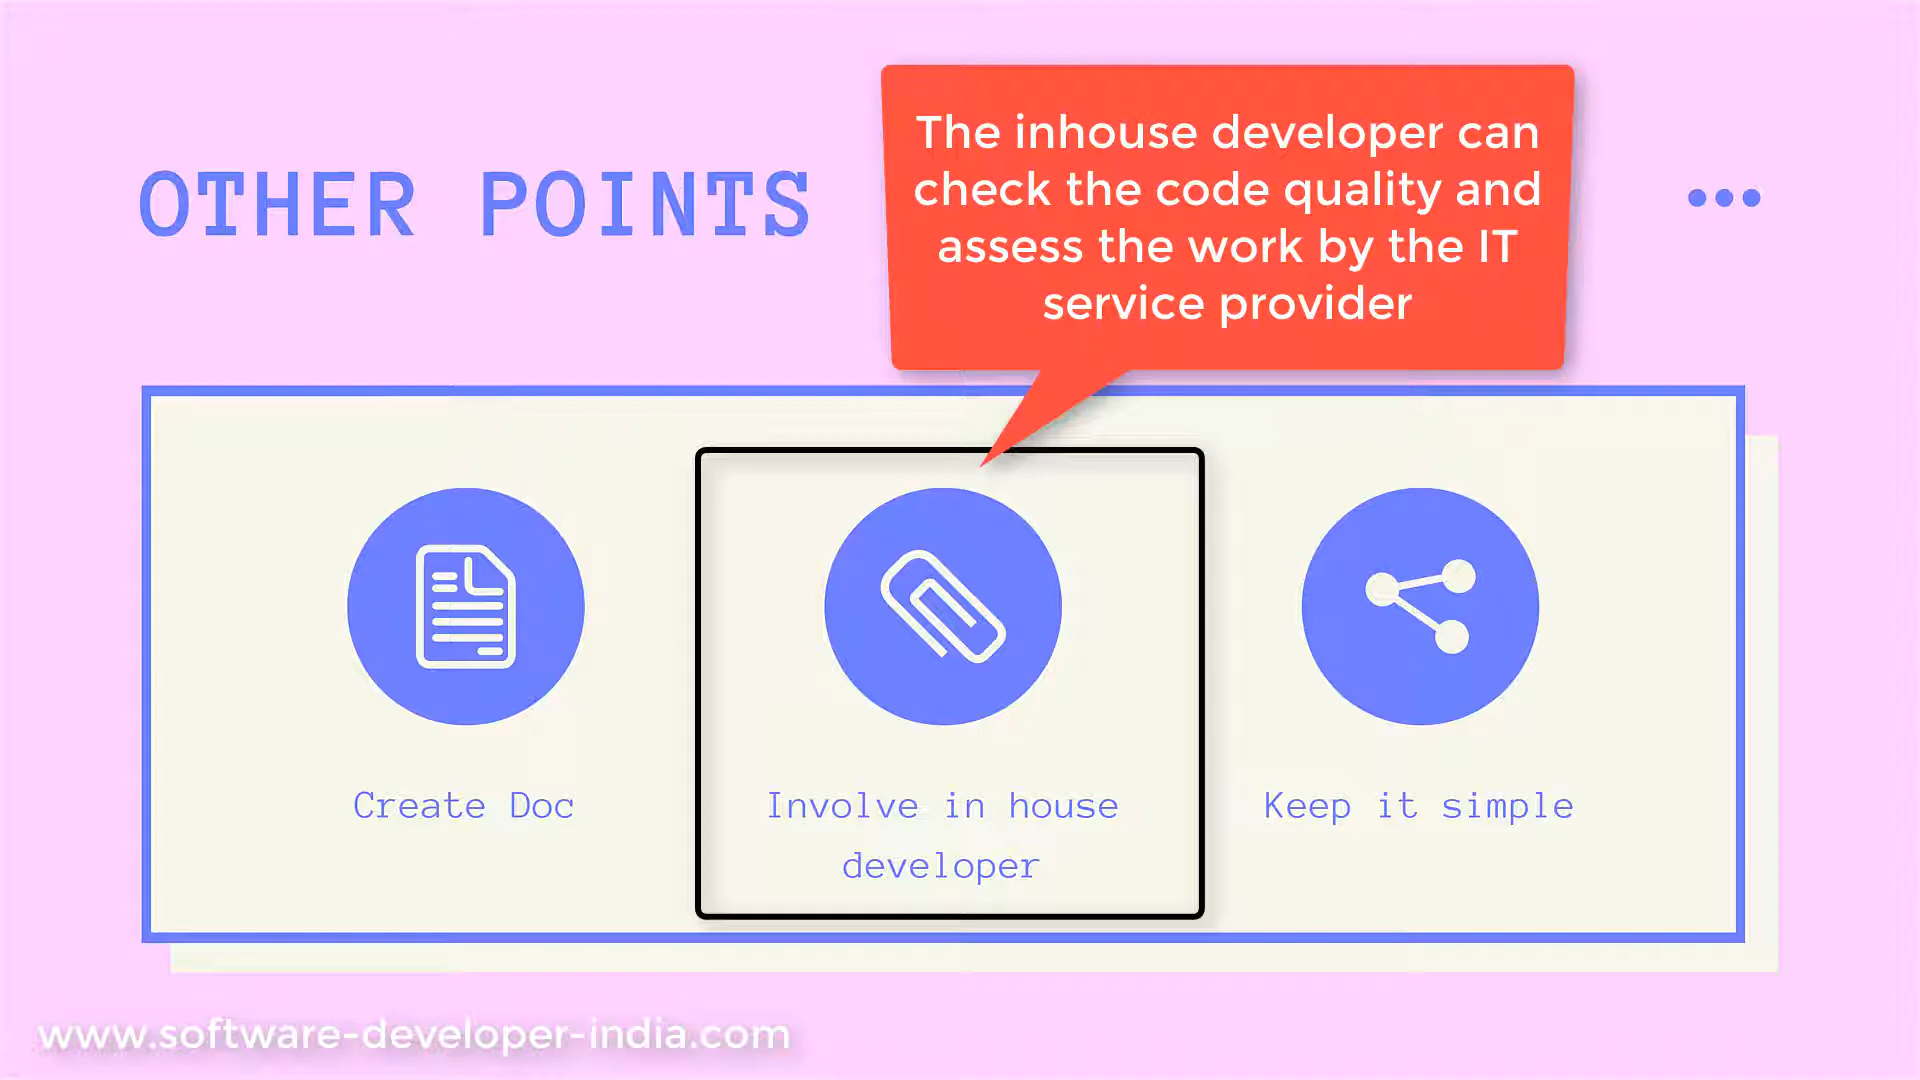 OTHER POINTS
The inhouse developer can
check the code quality and
assess the work by the IT
service provider
Create Doc
Involve in house
developer
Keep it simple
www.software-developer-india.com